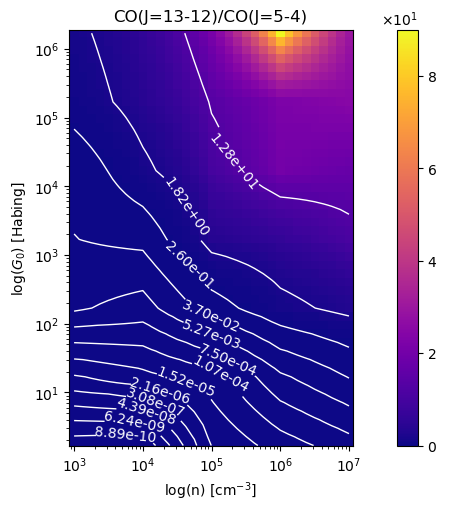 CO(J=13-12)/CO(J=5-4)
×10¹
10⁶
10⁵
10⁴
10³
10²
10¹
log(G₀) [Habing]
1.28e+01
1.82e+00
2.60e-01
3.70e-02
5.27e-03
7.50e-04
1.07e-04
1.52e-05
2.16e-06
3.08e-07
4.39e-08
6.24e-09
8.89e-10
8
6
4
2
0
10³ 10⁴ 10⁵ 10⁶ 10⁷
log(n) [cm⁻³]